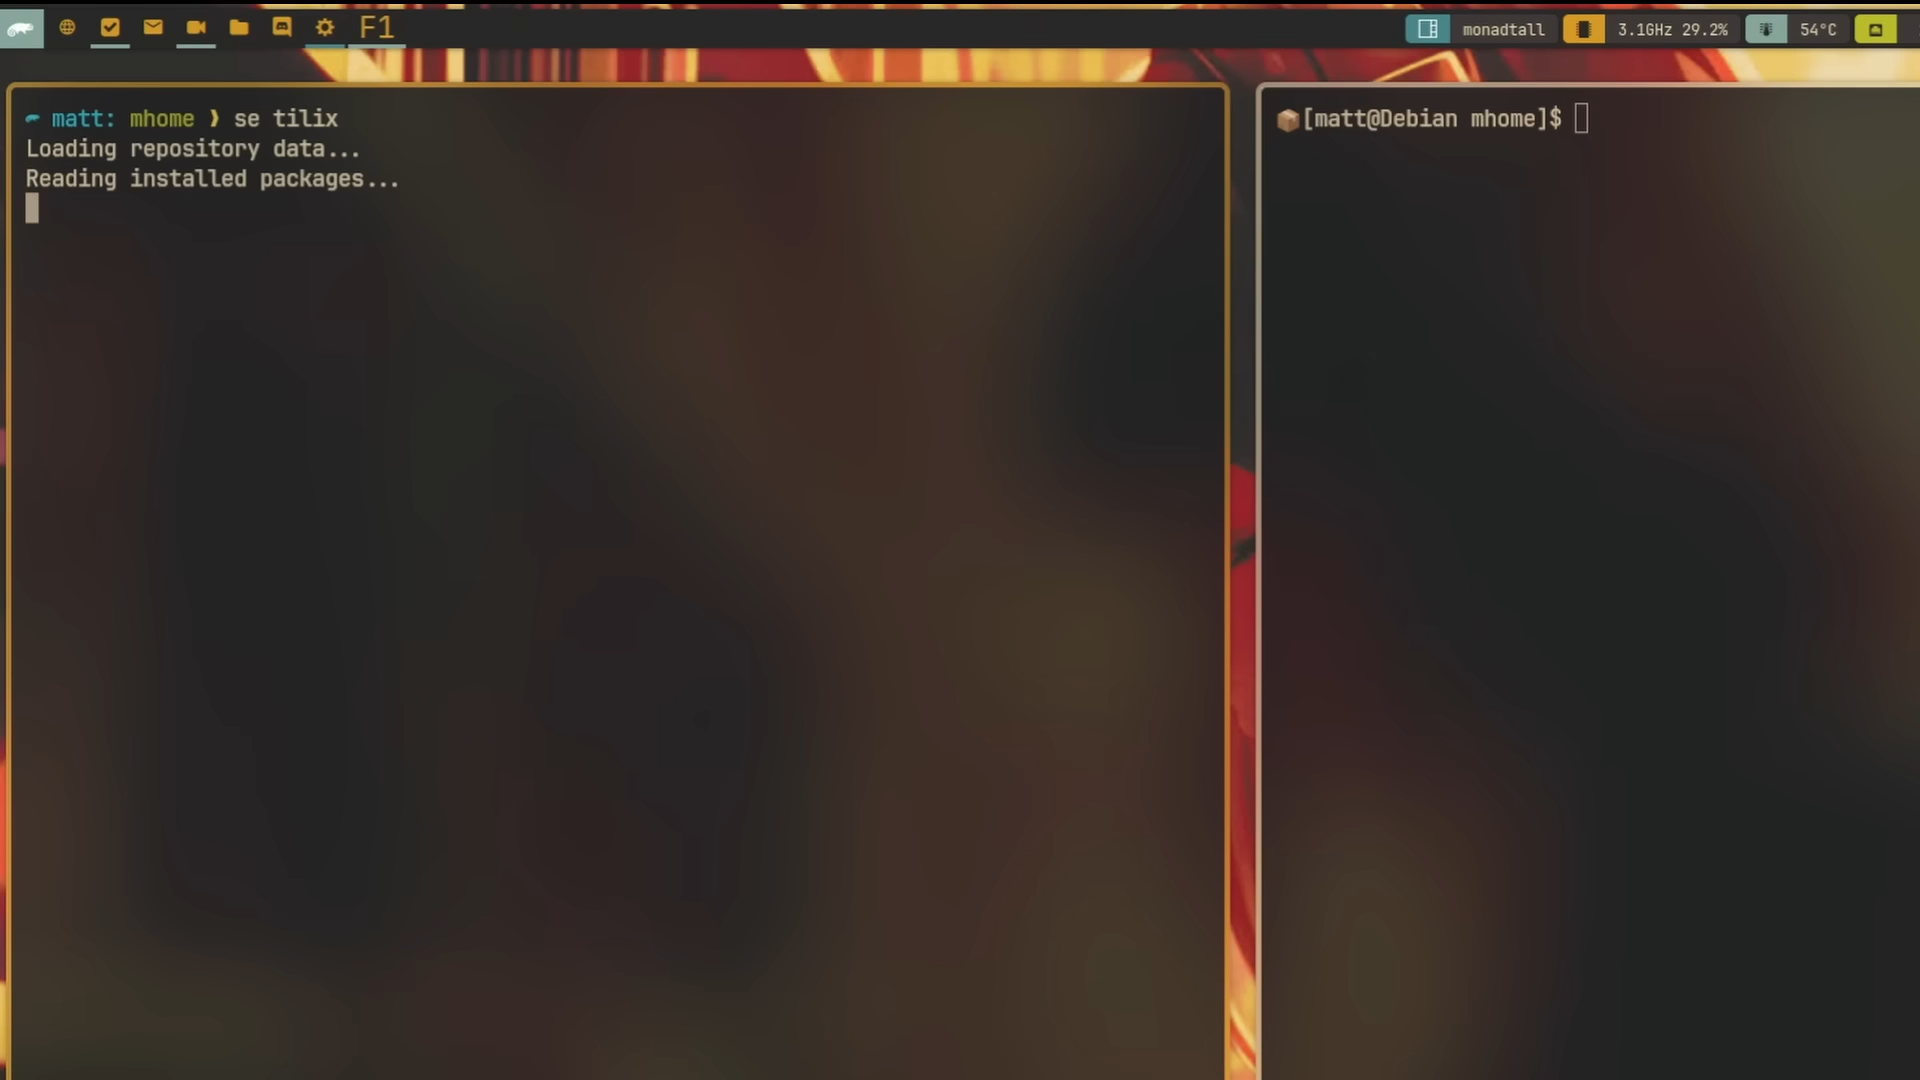 F1
monadtall
3.1GHz 29.2%
54°C
matt: mhome ❱ se tilix
Loading repository data...
Reading installed packages...
[matt@Debian mhome]$